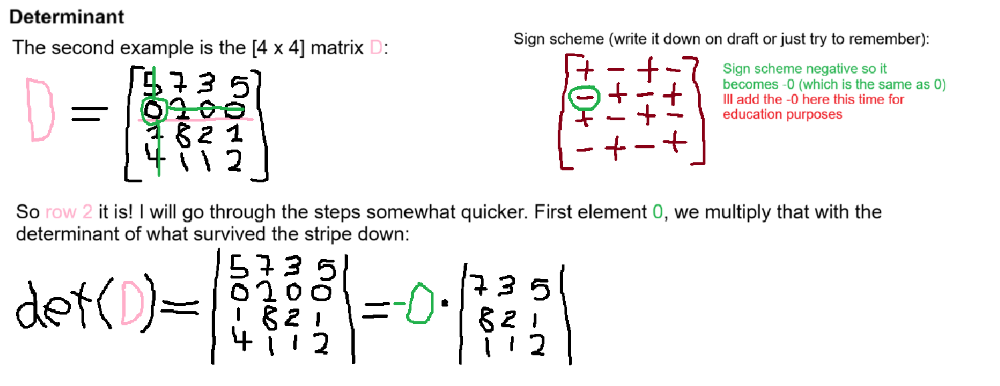 Determinant
The second example is the [4 x 4] matrix D:
Sign scheme (write it down on draft or just try to remember):
D = [5 7 3 5
0 2 0 0
1 8 2 1
4 1 1 2]
[+ - + -
- + - +
+ - + -
- + - +]
Sign scheme negative so it
becomes -0 (which is the same as 0)
Ill add the -0 here this time for
education purposes
So row 2 it is! I will go through the steps somewhat quicker. First element 0, we multiply that with the
determinant of what survived the stripe down:
det(D) = |5 7 3 5
0 2 0 0
1 8 2 1
4 1 1 2| = -0 · |7 3 5
8 2 1
1 1 2|